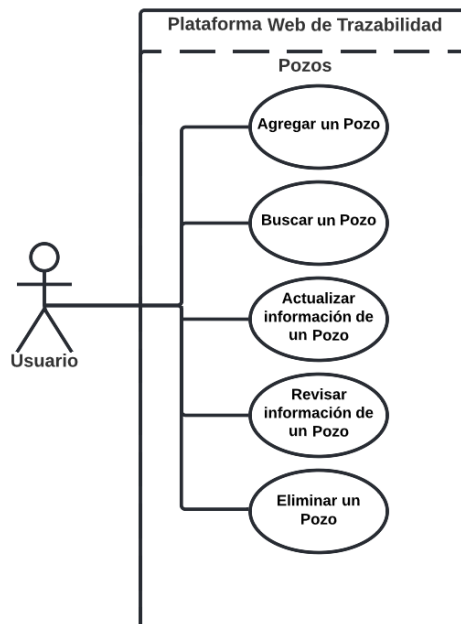 Plataforma Web de Trazabilidad
Pozos
Agregar un Pozo
Buscar un Pozo
Actualizar
información de
un Pozo
Usuario
Revisar
información de
un Pozo
Eliminar un
Pozo